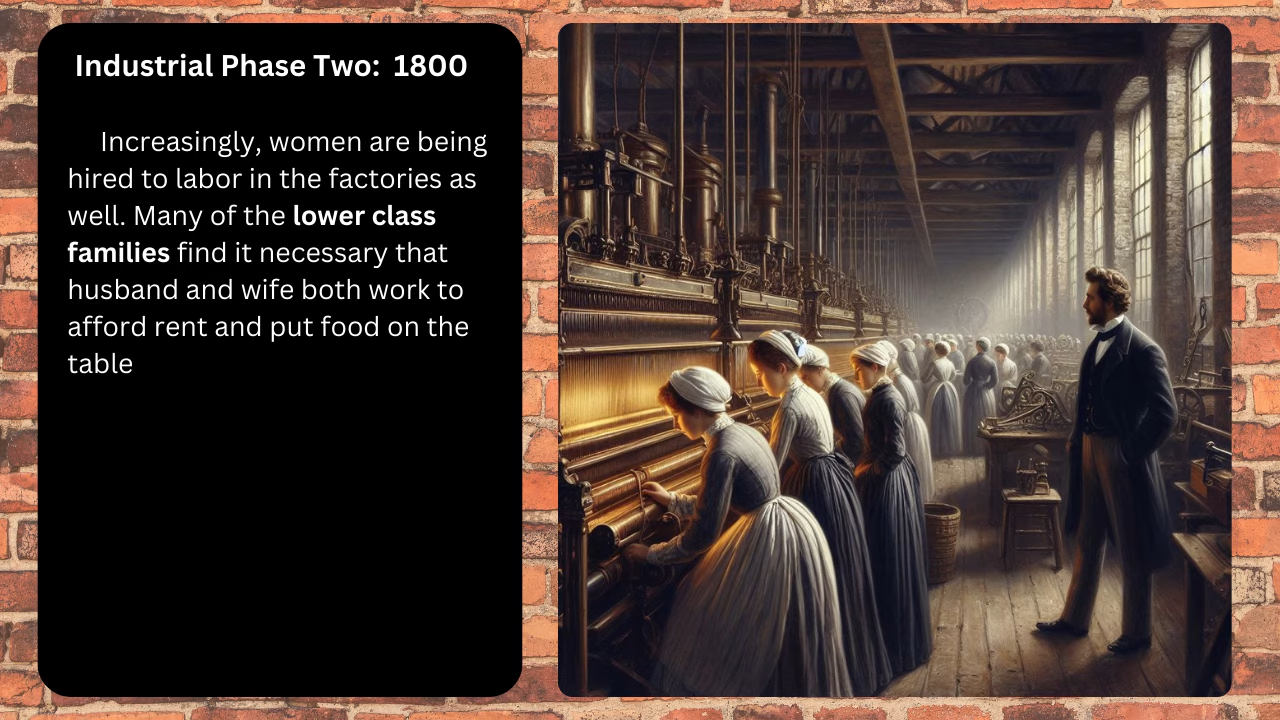 Industrial Phase Two:  1800
Increasingly, women are being
hired to labor in the factories as
well. Many of the lower class
families find it necessary that
husband and wife both work to
afford rent and put food on the
table